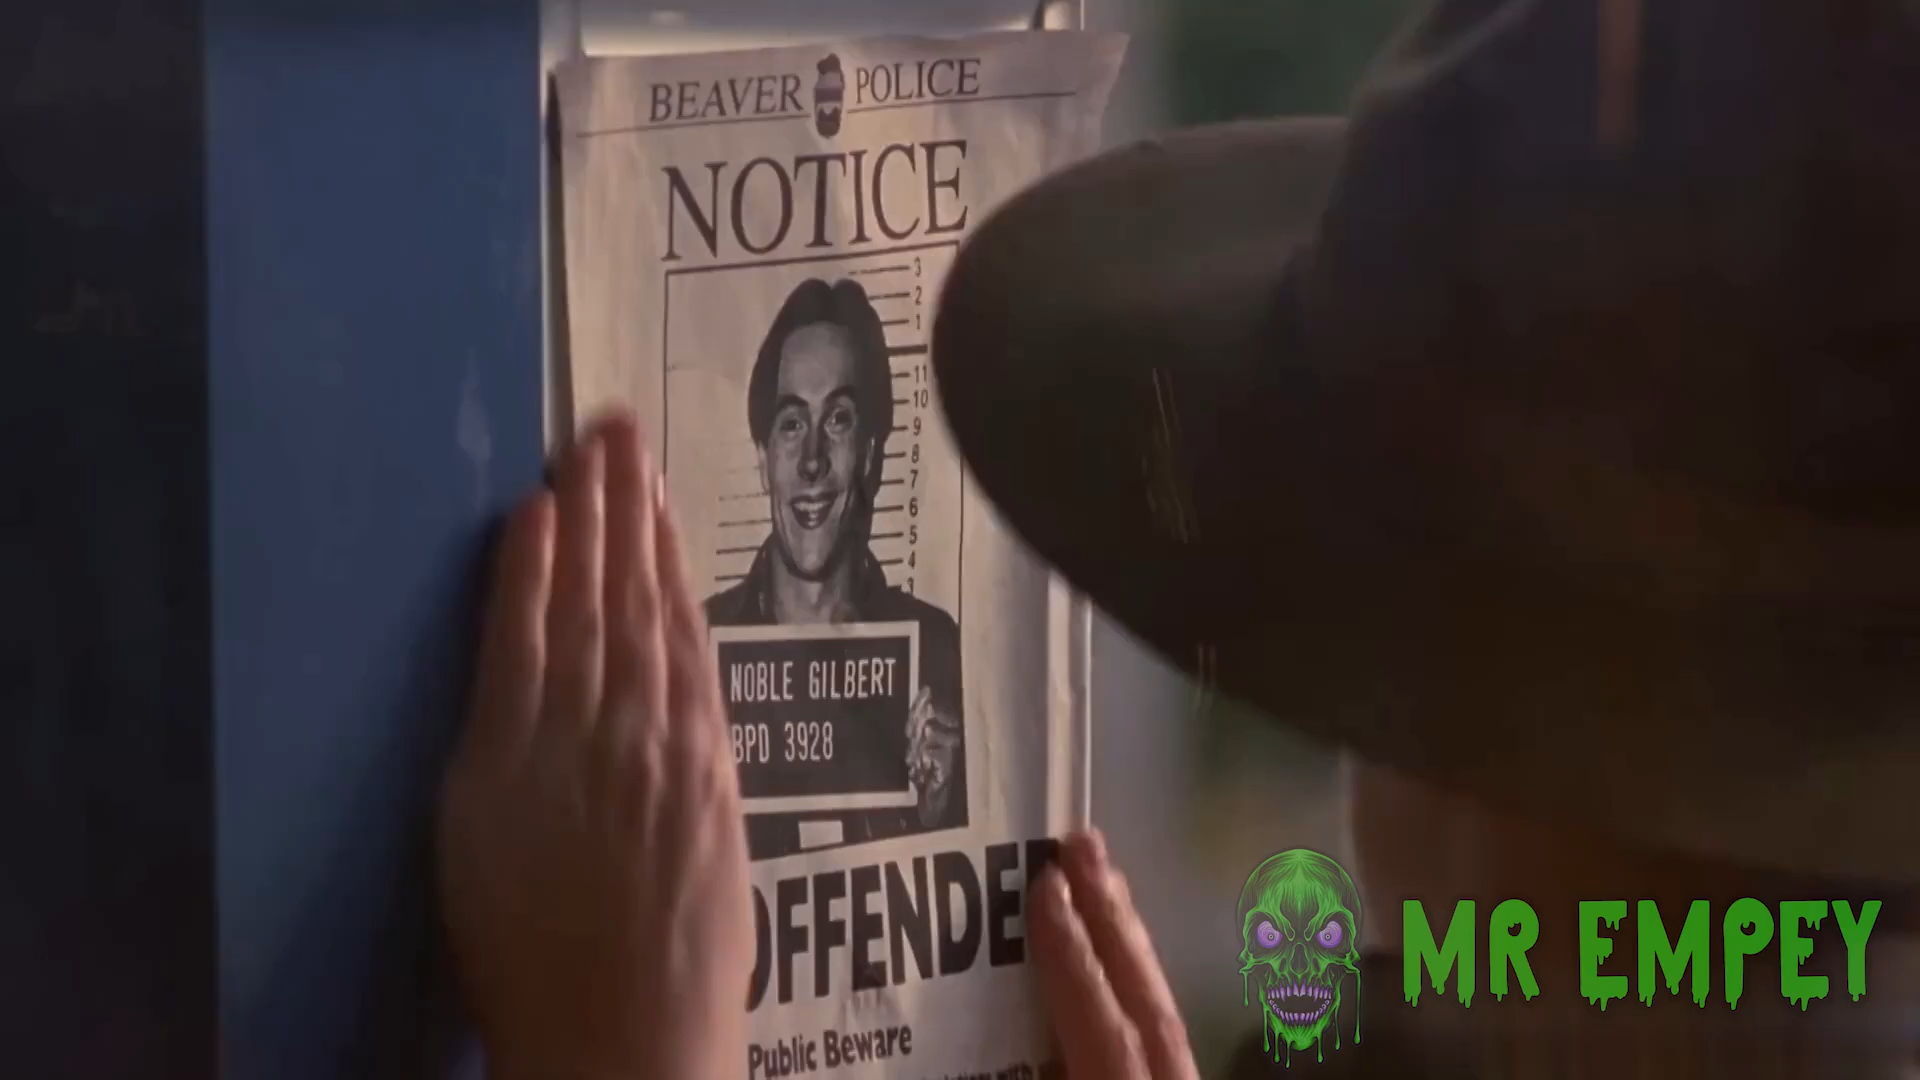 BEAVER POLICE
NOTICE
3
2
1
11
10
9
8
7
6
5
4
3
NOBLE GILBERT
BPD 3928
OFFENDE
Public Beware
MR EMPEY